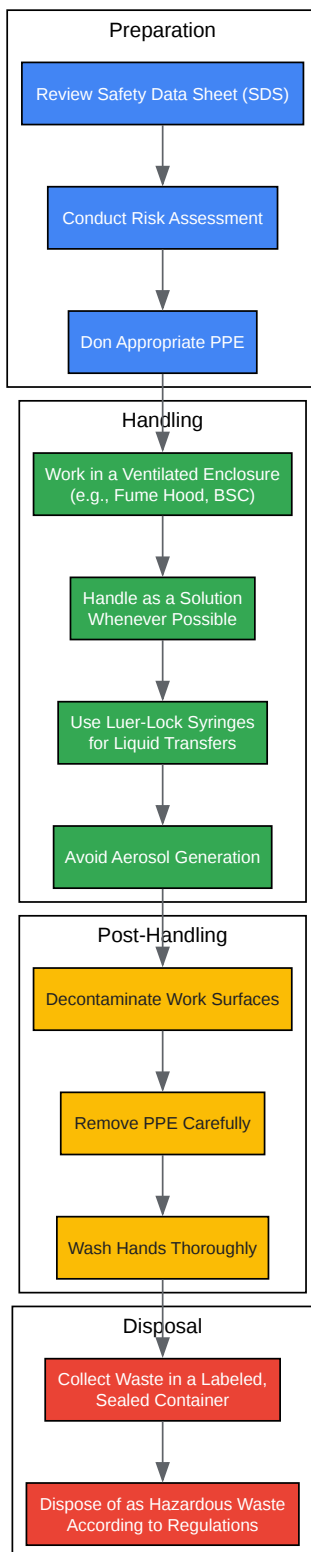 Preparation
Review Safety Data Sheet (SDS)
Conduct Risk Assessment
Don Appropriate PPE
Handling
Work in a Ventilated Enclosure
(e.g., Fume Hood, BSC)
Handle as a Solution
Whenever Possible
Use Luer-Lock Syringes
for Liquid Transfers
Avoid Aerosol Generation
Post-Handling
Decontaminate Work Surfaces
Remove PPE Carefully
Wash Hands Thoroughly
Disposal
Collect Waste in a Labeled,
Sealed Container
Dispose of as Hazardous Waste
According to Regulations